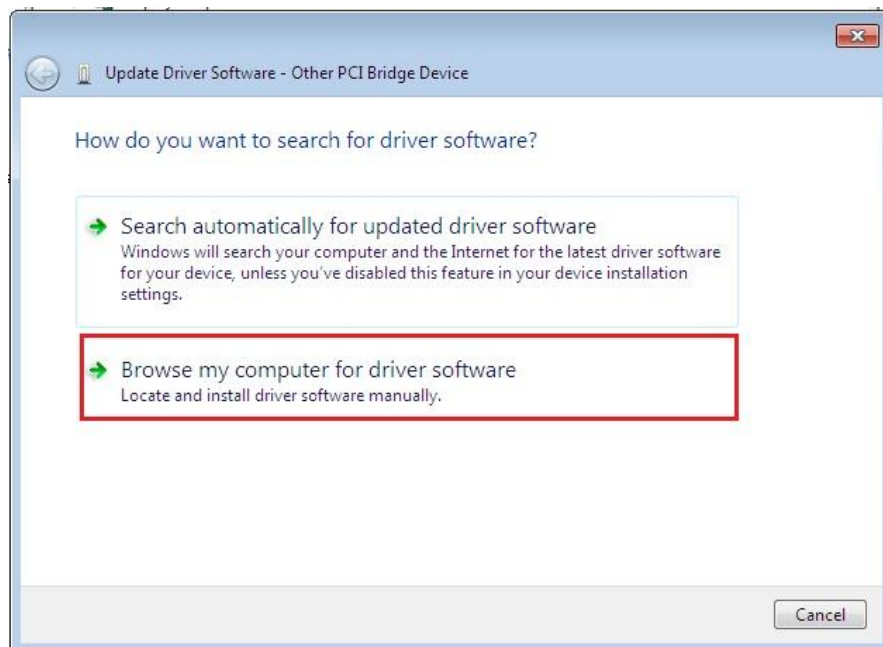 Update Driver Software - Other PCI Bridge Device
How do you want to search for driver software?
Search automatically for updated driver software
Windows will search your computer and the Internet for the latest driver software
for your device, unless you've disabled this feature in your device installation
settings.
Browse my computer for driver software
Locate and install driver software manually.
Cancel